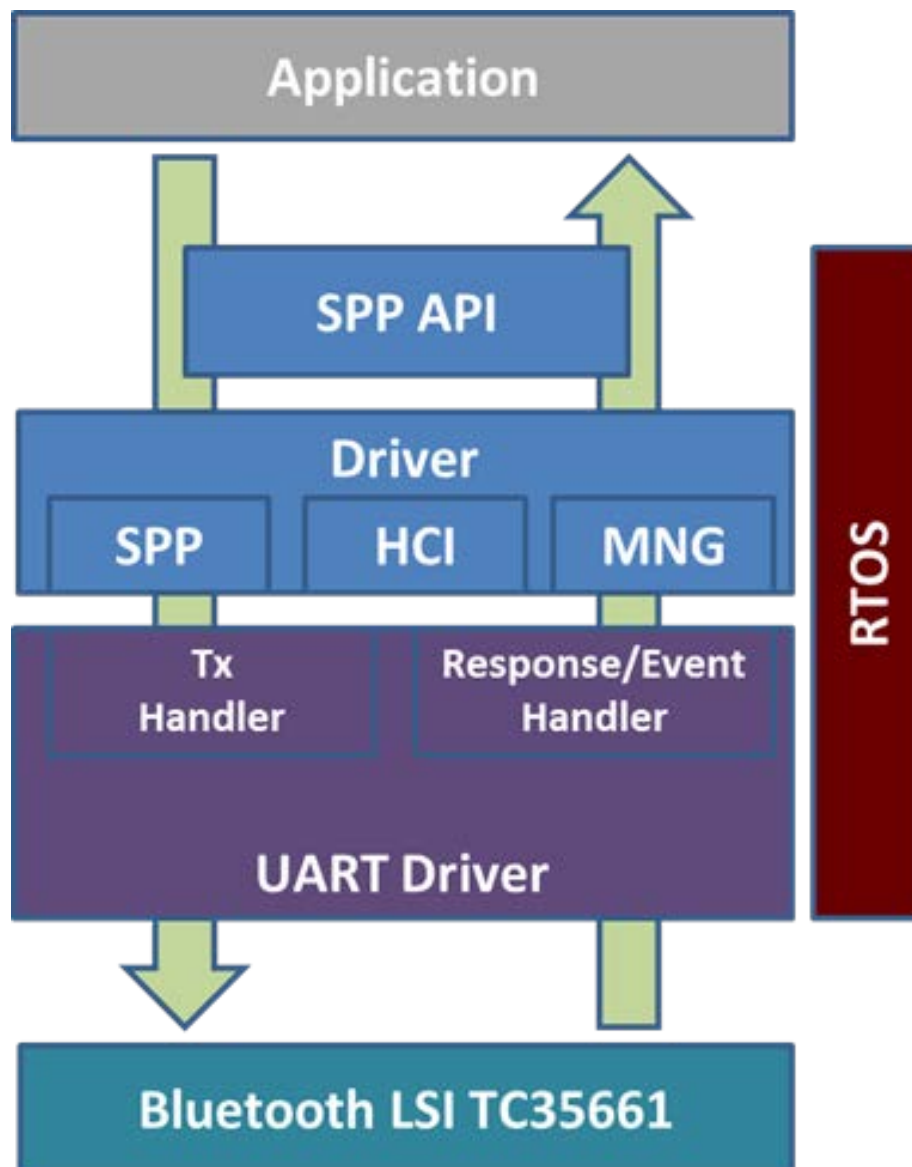 Application
SPP API
Driver
SPP
HCI
MNG
RTOS
Tx
Handler
Response/Event
Handler
UART Driver
Bluetooth LSI TC35661